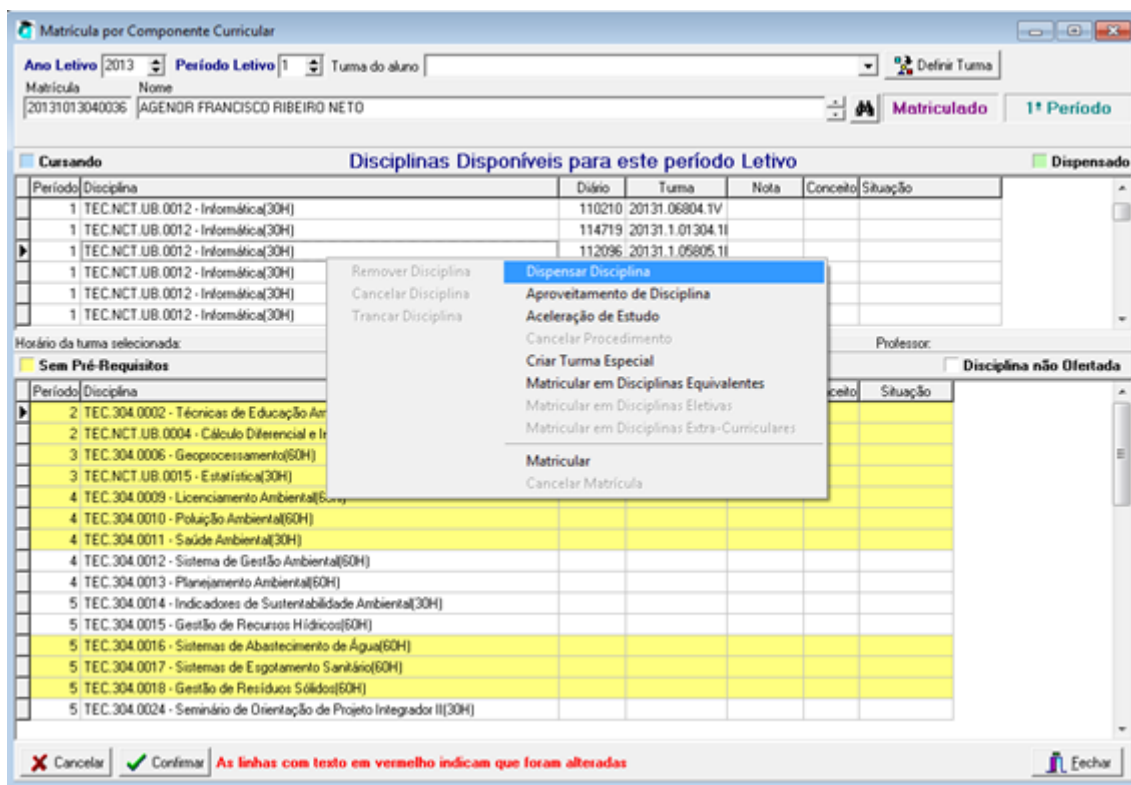 Matrícula por Componente Curricular
Ano Letivo 2013 Período Letivo 1 Turma do aluno Definir Turma
Matrícula Nome
20131013040036 AGENOR FRANCISCO RIBEIRO NETO Matriculado 1º Período
Cursando Disciplinas Disponíveis para este período Letivo Dispensado
Período Disciplina Diário Turma Nota Conceito Situação
1 TEC.NCT.UB.0012 - Informática(30H) 110210 20131.06804.1V
1 TEC.NCT.UB.0012 - Informática(30H) 114719 20131.1.01304.1I
1 TEC.NCT.UB.0012 - Informática(30H) 112096 20131.1.05805.1I
1 TEC.NCT.UB.0012 - Informática(30H)
1 TEC.NCT.UB.0012 - Informática(30H)
1 TEC.NCT.UB.0012 - Informática(30H)
Remover Disciplina Dispensar Disciplina
Cancelar Disciplina Aproveitamento de Disciplina
Trancar Disciplina Aceleração de Estudo
Cancelar Procedimento
Criar Turma Especial
Matricular em Disciplinas Equivalentes
Matricular em Disciplinas Eletivas
Matricular em Disciplinas Extra-Curriculares
Matricular
Cancelar Matrícula
Horário da turma selecionada: Professor:
Sem Pré-Requisitos Disciplina não Ofertada
Período Disciplina ceito Situação
2 TEC.304.0002 - Técnicas de Educação Am
2 TEC.NCT.UB.0004 - Cálculo Diferencial e In
3 TEC.304.0006 - Geoprocessamento(60H)
3 TEC.NCT.UB.0015 - Estatística(30H)
4 TEC.304.0009 - Licenciamento Ambiental(60H)
4 TEC.304.0010 - Poluição Ambiental(60H)
4 TEC.304.0011 - Saúde Ambiental(30H)
4 TEC.304.0012 - Sistema de Gestão Ambiental(60H)
4 TEC.304.0013 - Planejamento Ambiental(60H)
5 TEC.304.0014 - Indicadores de Sustentabilidade Ambiental(30H)
5 TEC.304.0015 - Gestão de Recursos Hídricos(60H)
5 TEC.304.0016 - Sistemas de Abastecimento de Água(60H)
5 TEC.304.0017 - Sistemas de Esgotamento Sanitário(60H)
5 TEC.304.0018 - Gestão de Resíduos Sólidos(60H)
5 TEC.304.0024 - Seminário de Orientação de Projeto Integrador II(30H)
Cancelar Confirmar As linhas com texto em vermelho indicam que foram alteradas Fechar